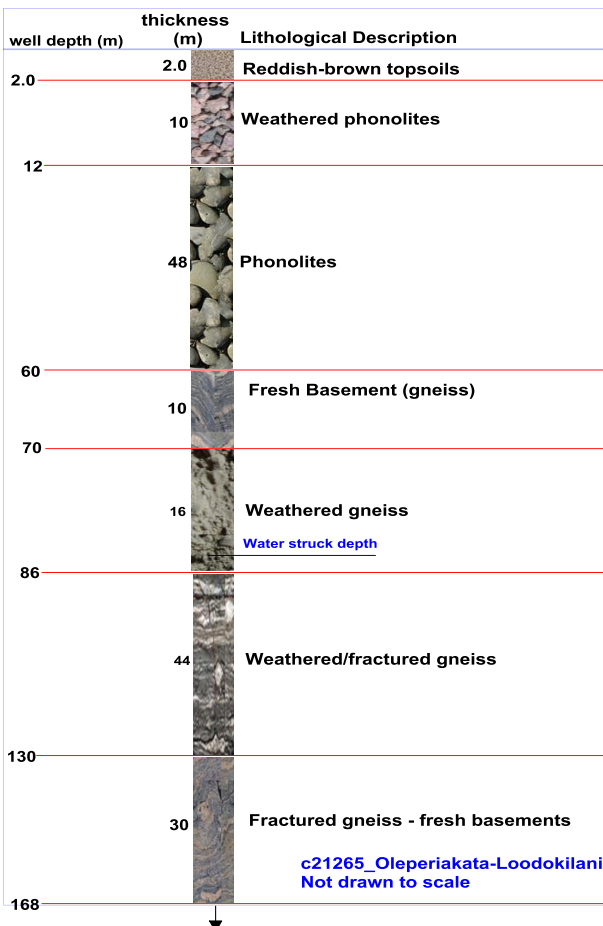 well depth (m)
thickness
(m)
Lithological Description
2.0
Reddish-brown topsoils
2.0
10
Weathered phonolites
12
48
Phonolites
60
10
Fresh Basement (gneiss)
70
16
Weathered gneiss
Water struck depth
86
44
Weathered/fractured gneiss
130
30
Fractured gneiss - fresh basements
c21265_Oleperiakata-Loodokilani
Not drawn to scale
168